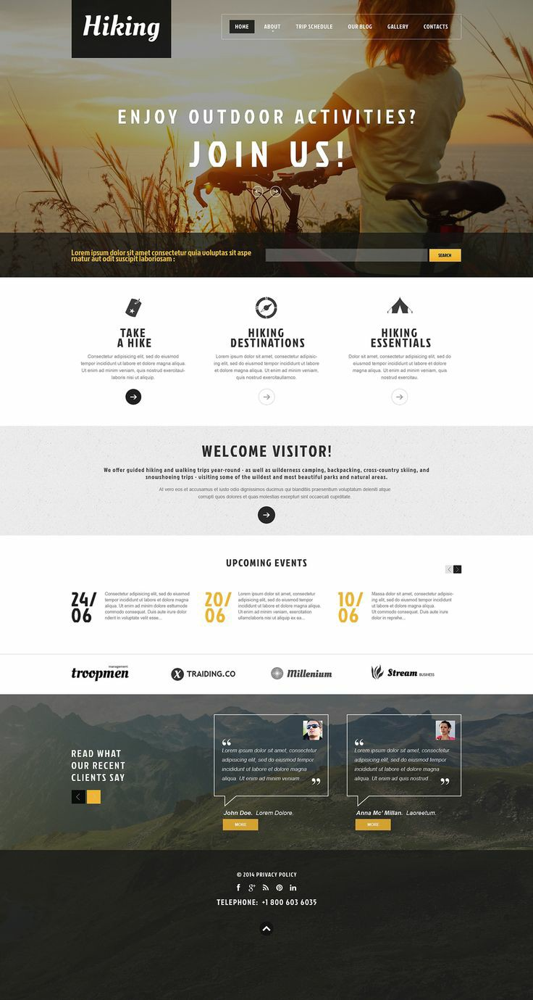 Hiking
HOME ABOUT TRIP SCHEDULE OUR BLOG GALLERY CONTACTS
ENJOY OUTDOOR ACTIVITIES?
JOIN US!
Lorem ipsum dolor sit amet consectetur quia voluptas sit aspe
rnatur aut odit suscipit laboriosam :
SEARCH
TAKE
A HIKE
Consectetur adipisicing elit, sed do eiusmod
tempor incididunt ut labore et dolore magna aliqua.
Ut enim ad minim veniam, quis nostrud exercitaul-
laboris nisi ut aliquip.
HIKING
DESTINATIONS
Lorem ipsum dolor sit amet, consectetur adipisic-
ing elit, sed do eiusmod tempor incididunt ut labore
et dolore magna aliqua. Ut enim ad minim veniam,
quis nostrud exercitaullamco.
HIKING
ESSENTIALS
Dolor sit amet, consectetur adipisicing elit, sed do
eiusmod tempor incididunt ut labore et dolore
magna aliqua. Ut enim ad minim veniam, quis
nostrud exercitau.
WELCOME VISITOR!
We offer guided hiking and walking trips year-round - as well as wilderness camping, backpacking, cross-country skiing, and
snowshoeing trips - visiting some of the wildest and most beautiful parks and natural areas.
At vero eos et accusamus et iusto odio dignissimos ducimus qui blanditiis praesentium voluptatum deleniti atque
corrupti quos dolores et quas molestias excepturi sint occaecati cupiditate.
UPCOMING EVENTS
24/
06
Consectetur adipisicing elit, sed do eiusmod
tempor incididunt ut labore et dolore magna
aliqua. Ut enim ad minim dolore esttumode
commodo consequat. Duis aute irure dolor
nderit in voluptate velit esse...
20/
06
Lorem ipsum dolor sit amet, consectetur
adipisicing elit, sed do eiusmod tempor
incididunt ut labore et dolore magna aliqua.
Ut enim ad minim veniam, exercitation
ullamclaboris nisi ut aliquip ex ea...
10/
06
Massa dolor sit amet, consectetur adipisic-
ing elit, sed do eiusmod tempor incididunt
ut labore et dolore magna aliqua.
Ut commodo consequat. Duis aute irure
dolor in reprehe...
management
troopmen
X TRAIDING.CO
Millenium
Stream BUSINESS
READ WHAT
OUR RECENT
CLIENTS SAY
“
Lorem ipsum dolor sit amet, consectetur
adipisicing elit, sed do eiusmod tempor
incididunt ut labore et dolore magna
aliqua. Ut enim ad minim veniam... ”
John Doe. Lorem Dolore.
MORE
“
Lorem ipsum dolor sit amet, consectetur
adipisicing elit, sed do eiusmod tempor
incididunt ut labore et dolore magna
aliqua. Ut enim ad quis nostrud... ”
Anna Mc' Millan. Laoreetum.
MORE
© 2014 PRIVACY POLICY
TELEPHONE: +1 800 603 6035